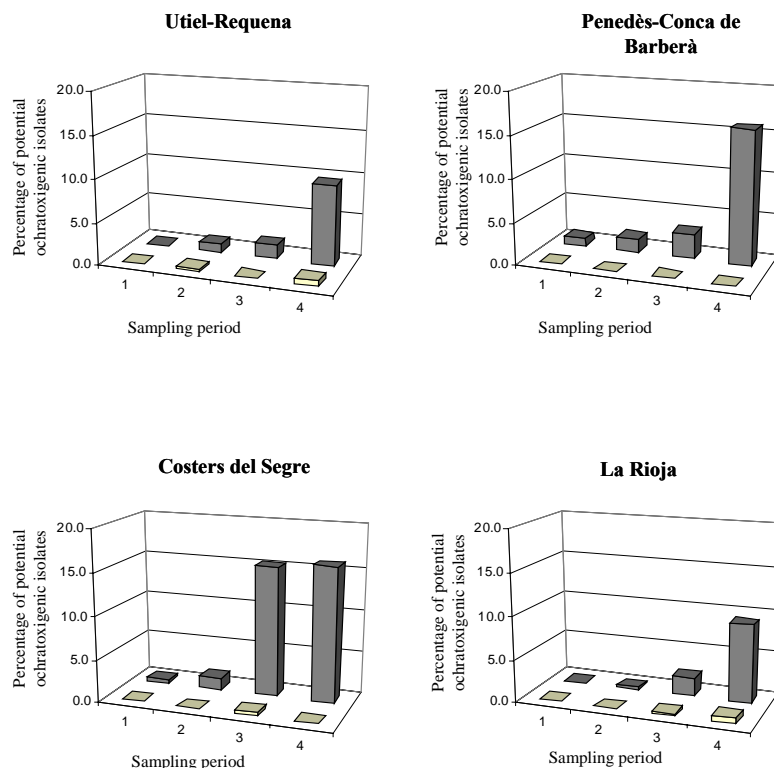 Utiel-Requena
Percentage of potential
ochratoxigenic isolates
20.0
15.0
10.0
5.0
0.0
1
2
3
4
Sampling period
Penedès-Conca de
Barberà
Percentage of potential
ochratoxigenic isolates
20.0
15.0
10.0
5.0
0.0
1
2
3
4
Sampling period
Costers del Segre
Percentage of potential
ochratoxigenic isolates
20.0
15.0
10.0
5.0
0.0
1
2
3
4
Sampling period
La Rioja
Percentage of potential
ochratoxigenic isolates
20.0
15.0
10.0
5.0
0.0
1
2
3
4
Sampling period